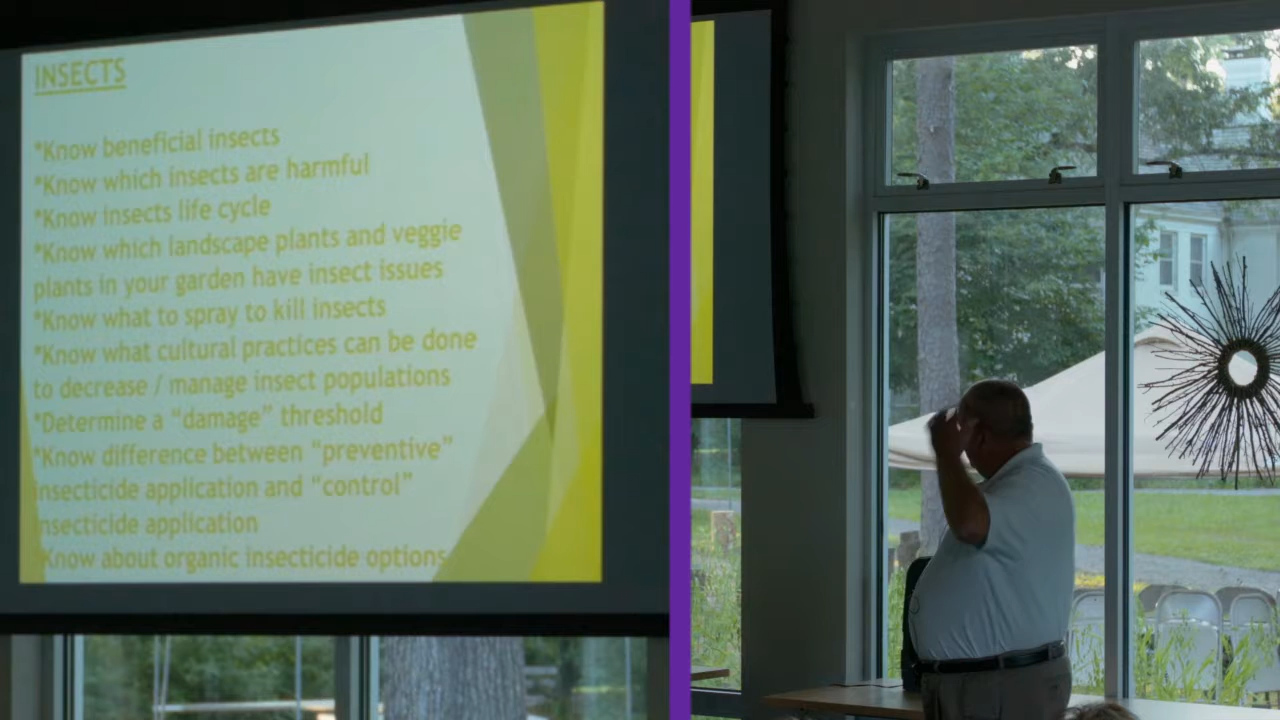 INSECTS
*Know beneficial insects
*Know which insects are harmful
*Know insects life cycle
*Know which landscape plants and veggie
plants in your garden have insect issues
*Know what to spray to kill insects
*Know what cultural practices can be done
to decrease / manage insect populations
*Determine a “damage” threshold
*Know difference between “preventive”
insecticide application and “control”
insecticide application
*Know about organic insecticide options